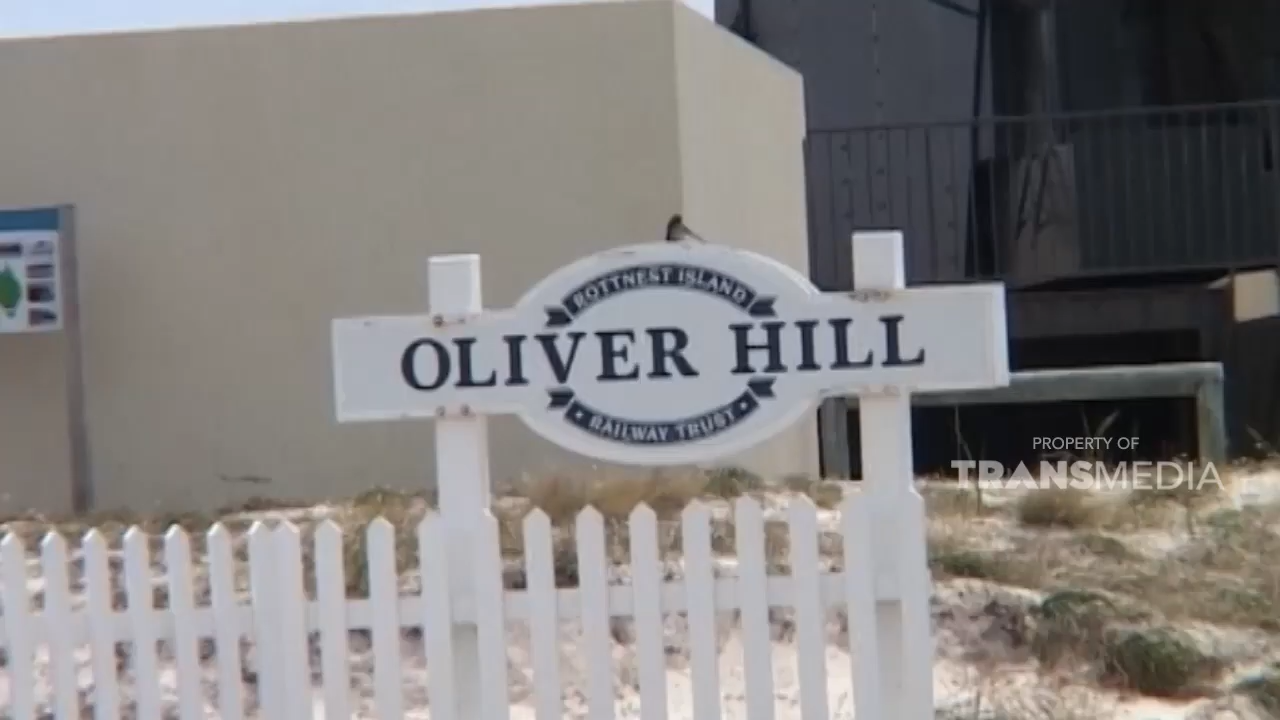 ROTTNEST ISLAND
OLIVER HILL
RAILWAY TRUST
PROPERTY OF
TRANSMEDIA